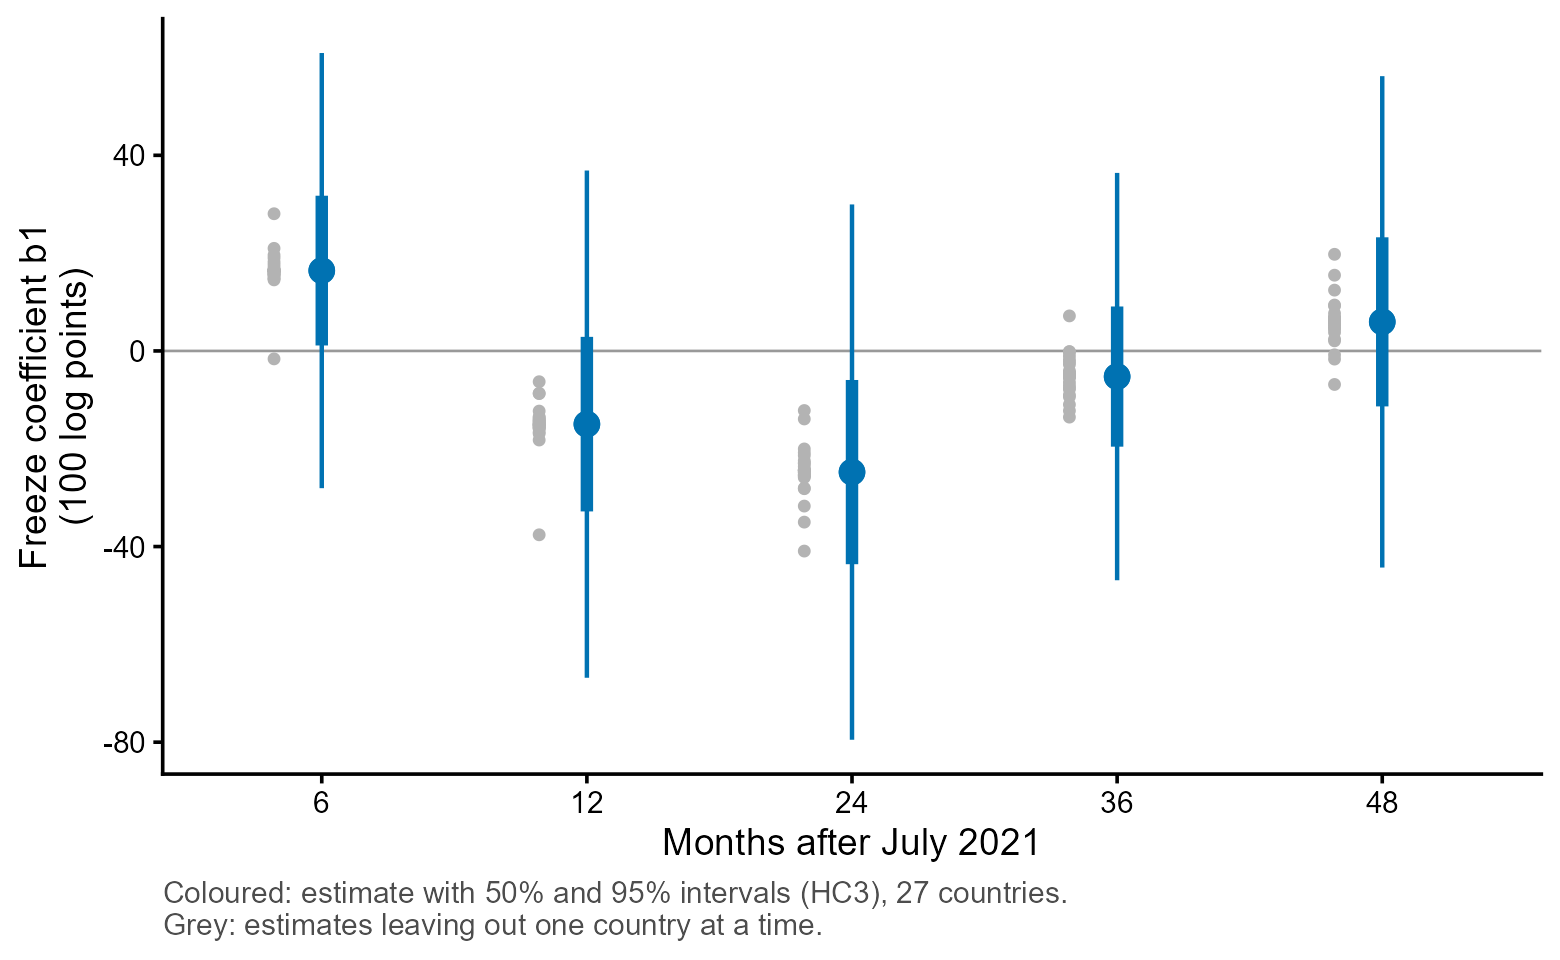 Freeze coefficient b1
(100 log points)
40
0
-40
-80
6
12
24
36
48
Months after July 2021
Coloured: estimate with 50% and 95% intervals (HC3), 27 countries.
Grey: estimates leaving out one country at a time.